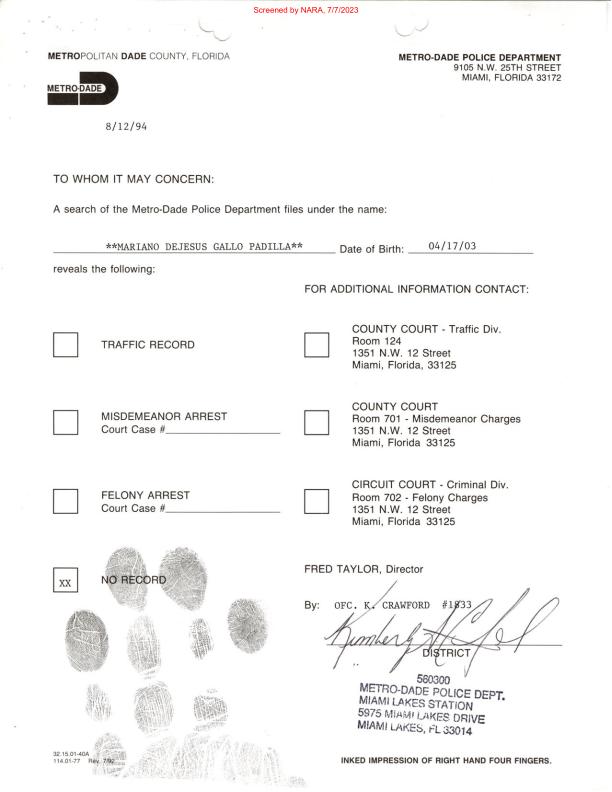 Screened by NARA, 7/7/2023
METROPOLITAN DADE COUNTY, FLORIDA
METRO-DADE
METRO-DADE POLICE DEPARTMENT
9105 N.W. 25TH STREET
MIAMI, FLORIDA 33172
8/12/94
TO WHOM IT MAY CONCERN:
A search of the Metro-Dade Police Department files under the name:
**MARIANO DEJESUS GALLO PADILLA** Date of Birth: 04/17/03
reveals the following:
FOR ADDITIONAL INFORMATION CONTACT:
TRAFFIC RECORD
COUNTY COURT - Traffic Div.
Room 124
1351 N.W. 12 Street
Miami, Florida, 33125
MISDEMEANOR ARREST
Court Case #
COUNTY COURT
Room 701 - Misdemeanor Charges
1351 N.W. 12 Street
Miami, Florida 33125
FELONY ARREST
Court Case #
CIRCUIT COURT - Criminal Div.
Room 702 - Felony Charges
1351 N.W. 12 Street
Miami, Florida 33125
xx NO RECORD
FRED TAYLOR, Director
By: OFC. K. CRAWFORD #1833
Kimberly
DISTRICT
560300
METRO-DADE POLICE DEPT.
MIAMI LAKES STATION
5975 MIAMI LAKES DRIVE
MIAMI LAKES, FL 33014
32.15.01-40A
114.01-77 Rev. 7/92
INKED IMPRESSION OF RIGHT HAND FOUR FINGERS.